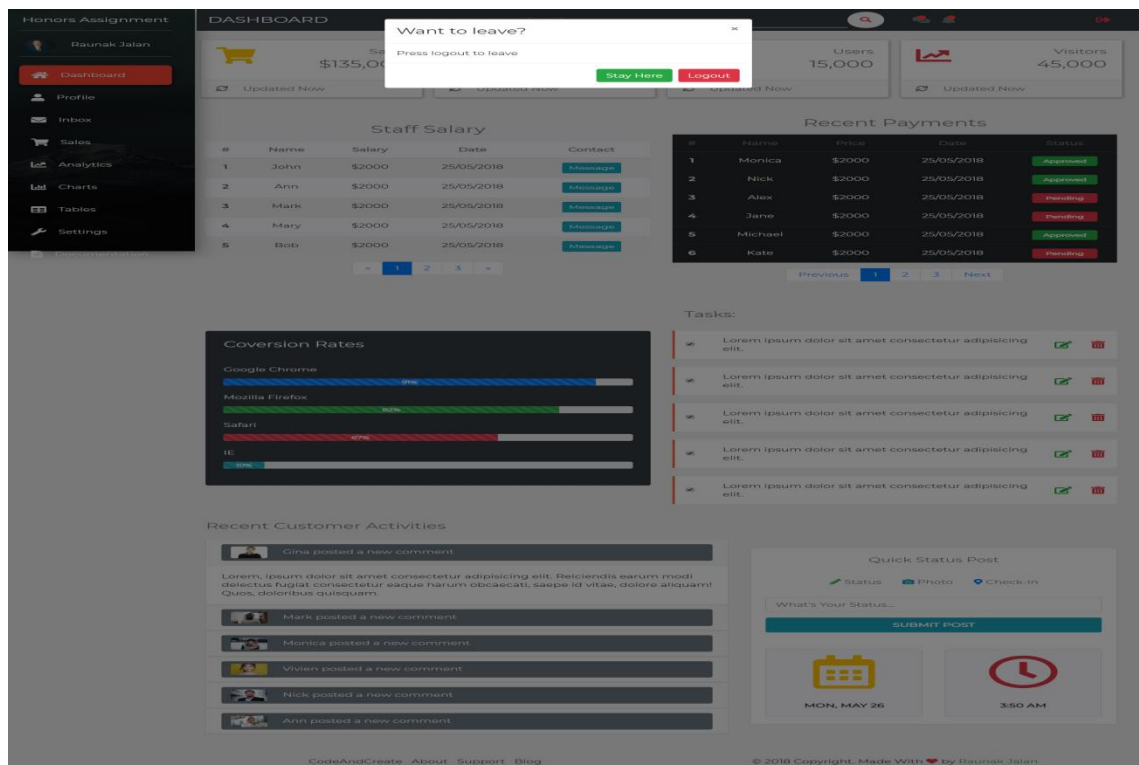 Honors Assignment
DASHBOARD
Raunak Jalan
Dashboard
Profile
Inbox
Sales
Analytics
Charts
Tables
Settings
Documentation
Want to leave?
×
Press logout to leave
Stay Here
Logout
$135,00
Updated Now
Updated Now
Users
15,000
Updated Now
Visitors
45,000
Updated Now
Staff Salary
# Name Salary Date Contact
1 John $2000 25/05/2018 Message
2 Ann $2000 25/05/2018 Message
3 Mark $2000 25/05/2018 Message
4 Mary $2000 25/05/2018 Message
5 Bob $2000 25/05/2018 Message
« 1 2 3 »
Recent Payments
# Name Price Date Status
1 Monica $2000 25/05/2018 Approved
2 Nick $2000 25/05/2018 Approved
3 Alex $2000 25/05/2018 Pending
4 Jane $2000 25/05/2018 Pending
5 Michael $2000 25/05/2018 Approved
6 Kate $2000 25/05/2018 Pending
Previous 1 2 3 Next
Coversion Rates
Google Chrome
91%
Mozilla Firefox
82%
Safari
67%
IE
10%
Tasks:
Lorem ipsum dolor sit amet consectetur adipisicing
elit.
Lorem ipsum dolor sit amet consectetur adipisicing
elit.
Lorem ipsum dolor sit amet consectetur adipisicing
elit.
Lorem ipsum dolor sit amet consectetur adipisicing
elit.
Lorem ipsum dolor sit amet consectetur adipisicing
elit.
Recent Customer Activities
Gina posted a new comment
Lorem, ipsum dolor sit amet consectetur adipisicing elit. Reiciendis earum modi
delectus fugiat consectetur eaque harum obcaecati, saepe id vitae, dolore aliquam!
Quos, doloribus quisquam.
Mark posted a new comment
Monica posted a new comment
Vivien posted a new comment
Nick posted a new comment
Ann posted a new comment
Quick Status Post
Status Photo Check-in
What's Your Status...
SUBMIT POST
MON, MAY 26
3:50 AM
CodeAndCreate About Support Blog
© 2018 Copyright. Made With ❤ by Raunak Jalan